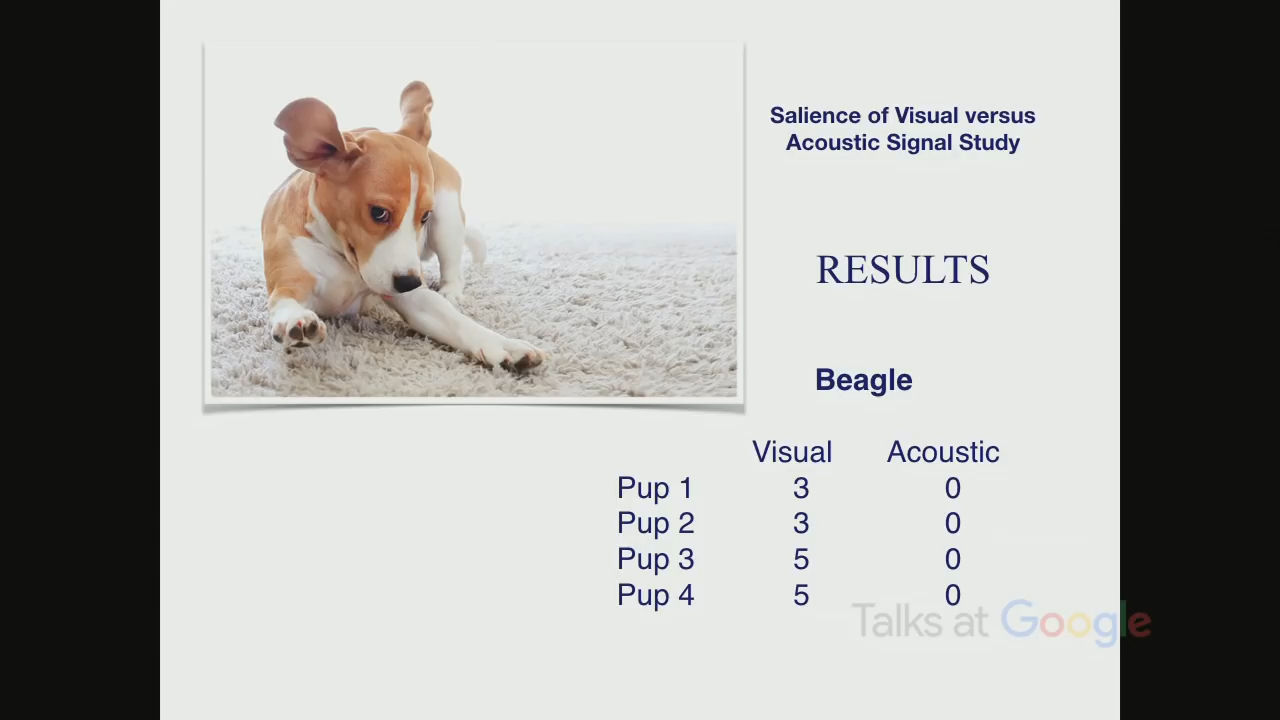 Salience of Visual versus
Acoustic Signal Study
RESULTS
Beagle
Visual Acoustic
Pup 1 3 0
Pup 2 3 0
Pup 3 5 0
Pup 4 5 0
Talks at Google